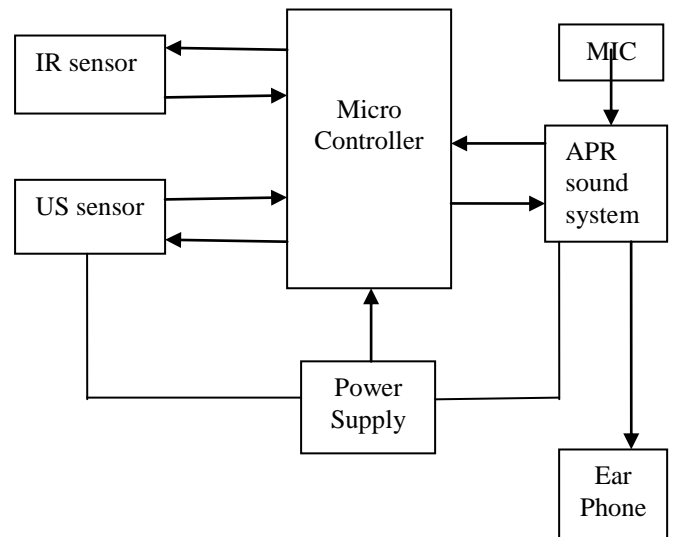 IR sensor
MIC
Micro
Controller
APR
sound
system
US sensor
Power
Supply
Ear
Phone